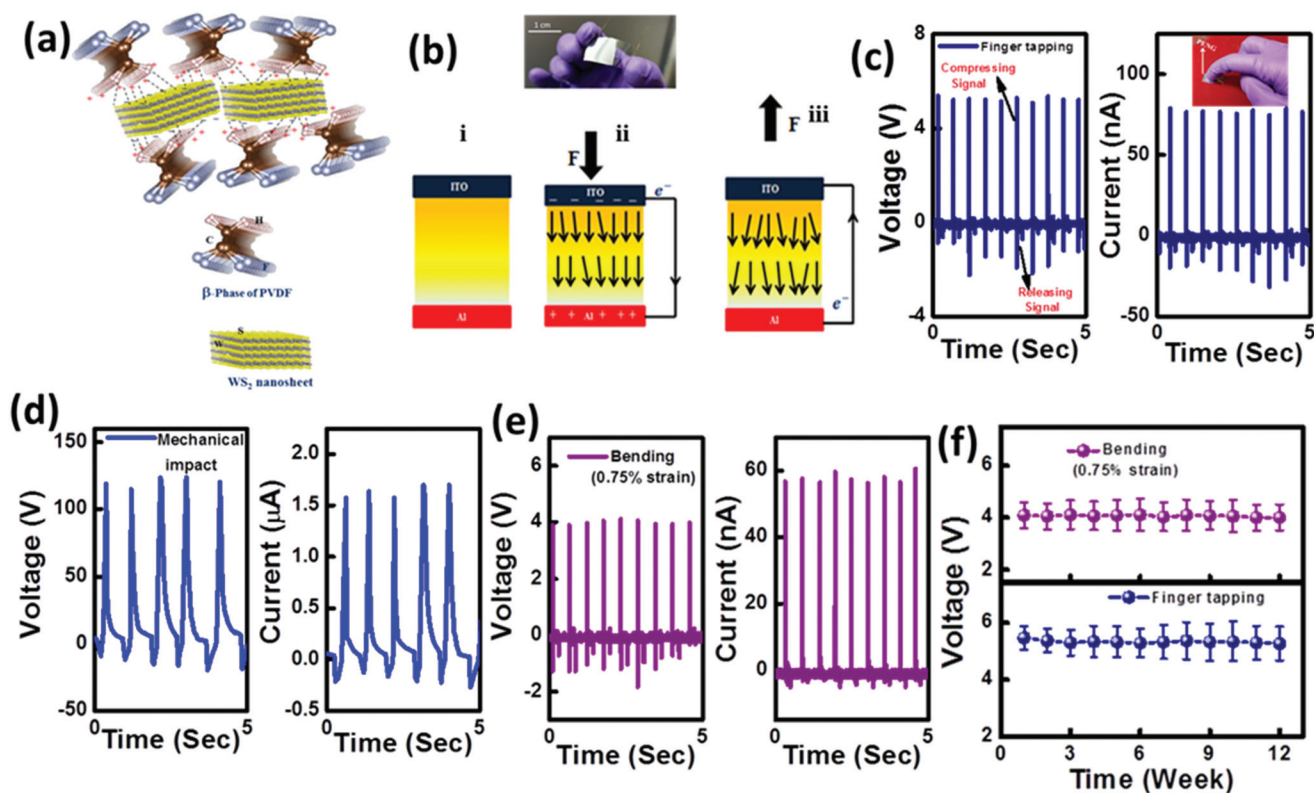 (a)
H
C
F
β-Phase of PVDF
S
W
WS₂ nanosheet
(b)
1 cm
i
ITO
Al
F
ii
ITO
− − − − −
e⁻
+ + Al + + +
F
iii
ITO
Al
e⁻
(c)
Finger tapping
Compressing
Signal
Releasing
Signal
Voltage (V)
8
4
0
-4
0
5
Time (Sec)
PENG
Current (nA)
100
50
0
-50
0
5
Time (Sec)
(d)
Mechanical
impact
Voltage (V)
150
100
50
0
-50
0
5
Time (Sec)
Current (μA)
2.0
1.5
1.0
0.5
0.0
-0.5
0
5
Time (Sec)
(e)
Bending
(0.75% strain)
Voltage (V)
6
4
2
0
-2
0
5
Time (Sec)
Current (nA)
60
40
20
0
0
5
Time (Sec)
(f)
Bending
(0.75% strain)
Finger tapping
Voltage (V)
6
4
2
6
5
2
3
6
9
12
Time (Week)